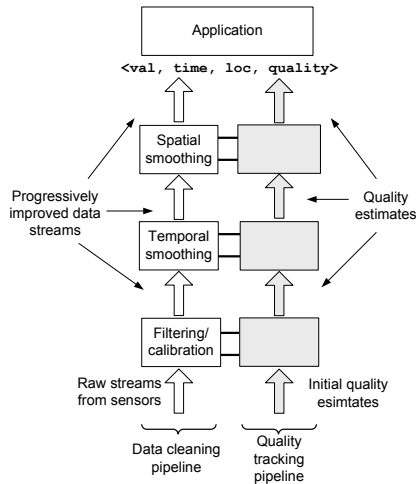 Application
<val, time, loc, quality>
Spatial
smoothing
Progressively
improved data
streams
Quality
estimates
Temporal
smoothing
Filtering/
calibration
Raw streams
from sensors
Initial quality
esimtates
Data cleaning
pipeline
Quality
tracking
pipeline